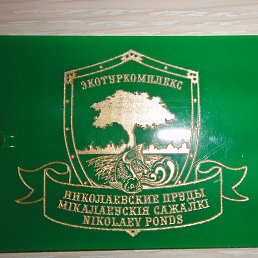 ЭКОТУРКОМПЛЕКС
НИКОЛАЕВСКИЕ ПРУДЫ
МІКАЛАЕЎСКІЯ САЖАЛКІ
NIKOLAEV PONDS